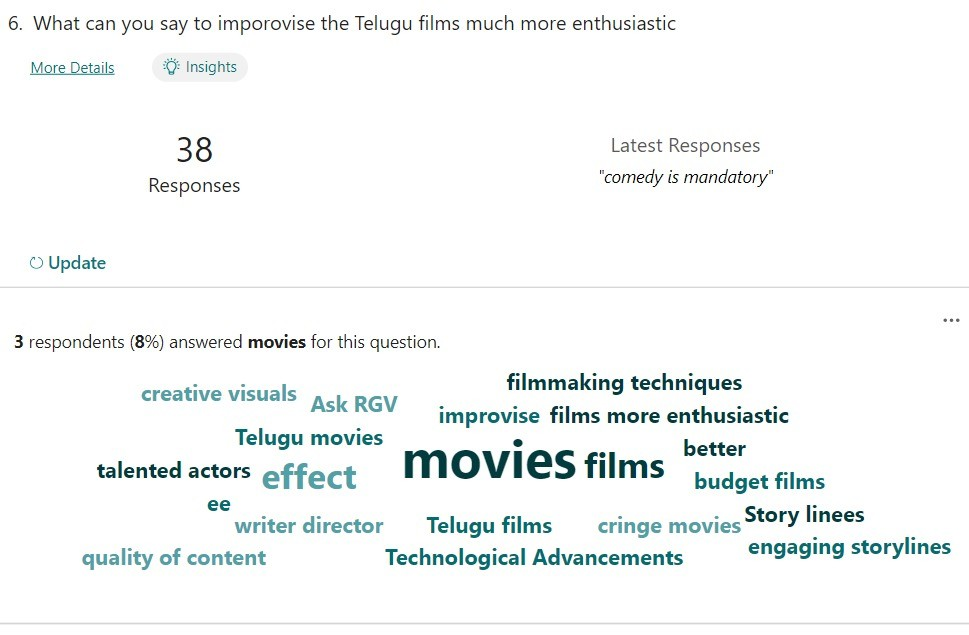 6. What can you say to imporovise the Telugu films much more enthusiastic
More Details
Insights
38
Responses
Latest Responses
"comedy is mandatory"
Update
3 respondents (8%) answered movies for this question.
filmmaking techniques
creative visuals
Ask RGV
improvise
films more enthusiastic
Telugu movies
movies
films
better
talented actors
effect
budget films
ee
writer director
Telugu films
cringe movies
Story linees
quality of content
Technological Advancements
engaging storylines